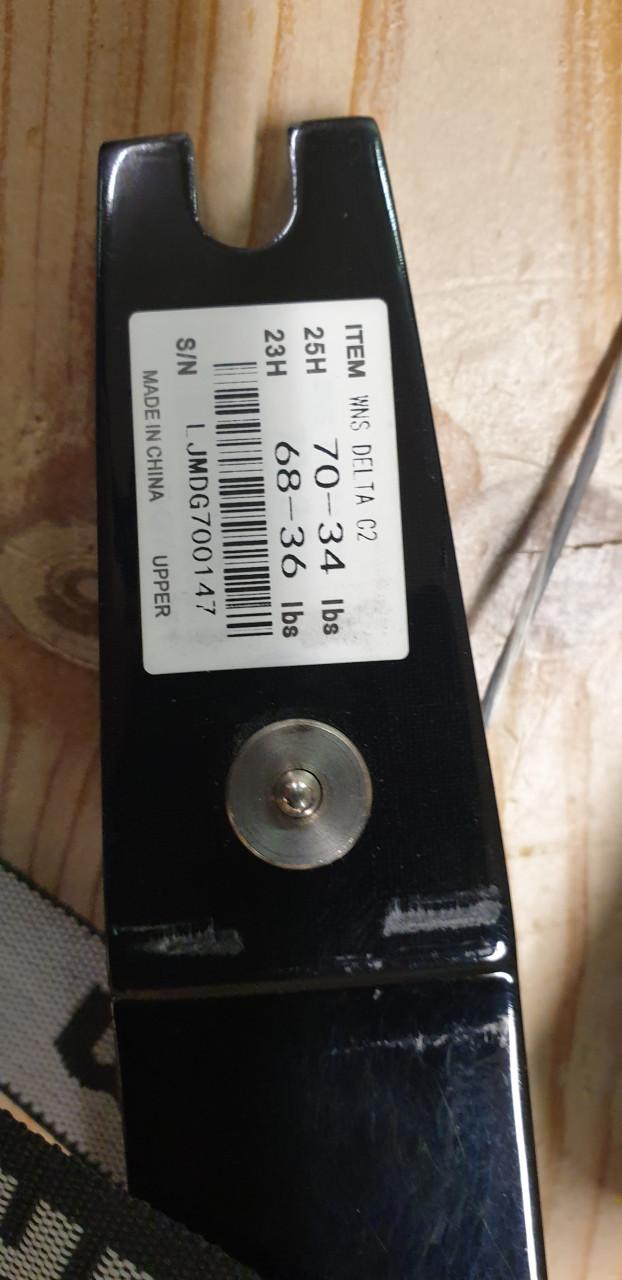 ITEM WNS DELTA C2
25H 70-34 lbs
23H 68-36 lbs
S/N LJMDG700147
MADE IN CHINA UPPER